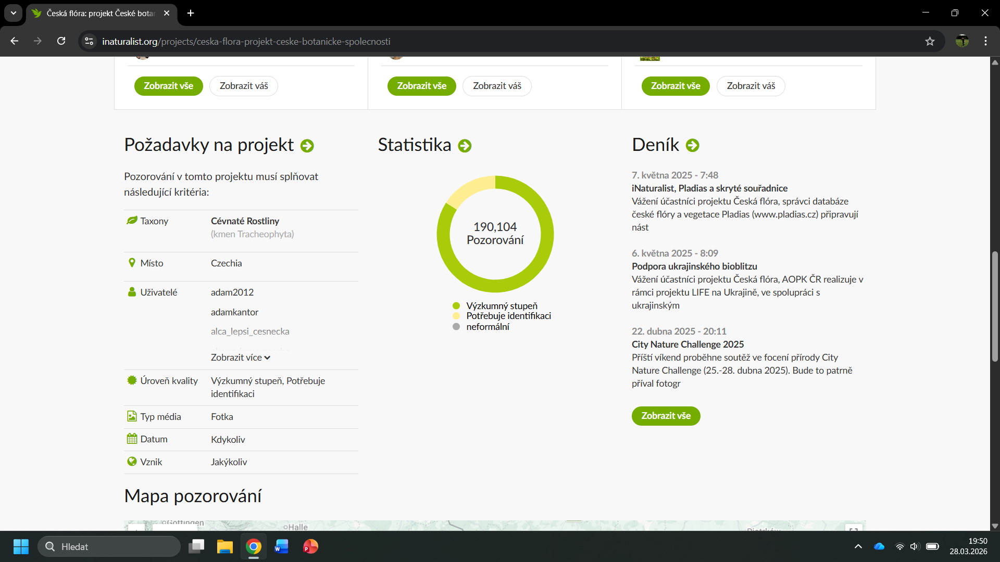 Česká flóra: projekt České botan
inaturalist.org/projects/ceska-flora-projekt-ceske-botanicke-spolecnosti
Zobrazit vše
Zobrazit váš
Zobrazit vše
Zobrazit váš
Zobrazit vše
Zobrazit váš
Požadavky na projekt
Pozorování v tomto projektu musí splňovat
následující kritéria:
Taxony
Cévnaté Rostliny
(kmen Tracheophyta)
Místo
Czechia
Uživatelé
adam2012
adamkantor
alca_lepsi_cesnecka
Zobrazit více
Úroveň kvality
Výzkumný stupeň, Potřebuje
identifikaci
Typ média
Fotka
Datum
Kdykoliv
Vznik
Jakýkoliv
Statistika
190,104
Pozorování
Výzkumný stupeň
Potřebuje identifikaci
neformální
Deník
7. května 2025 - 7:48
iNaturalist, Pladias a skryté souřadnice
Vážení účastníci projektu Česká flóra, správci databáze
české flóry a vegetace Pladias (www.pladias.cz) připravují
nást
6. května 2025 - 8:09
Podpora ukrajinského bioblitzu
Vážení účastníci projektu Česká flóra, AOPK ČR realizuje v
rámci projektu LIFE na Ukrajině, ve spolupráci s
ukrajinským
22. dubna 2025 - 20:11
City Nature Challenge 2025
Příští víkend proběhne soutěž ve focení přírody City
Nature Challenge (25.-28. dubna 2025). Bude to patrně
příval fotogr
Zobrazit vše
Mapa pozorování
Göttingen
Halle
Hledat
19:50
28.03.2026